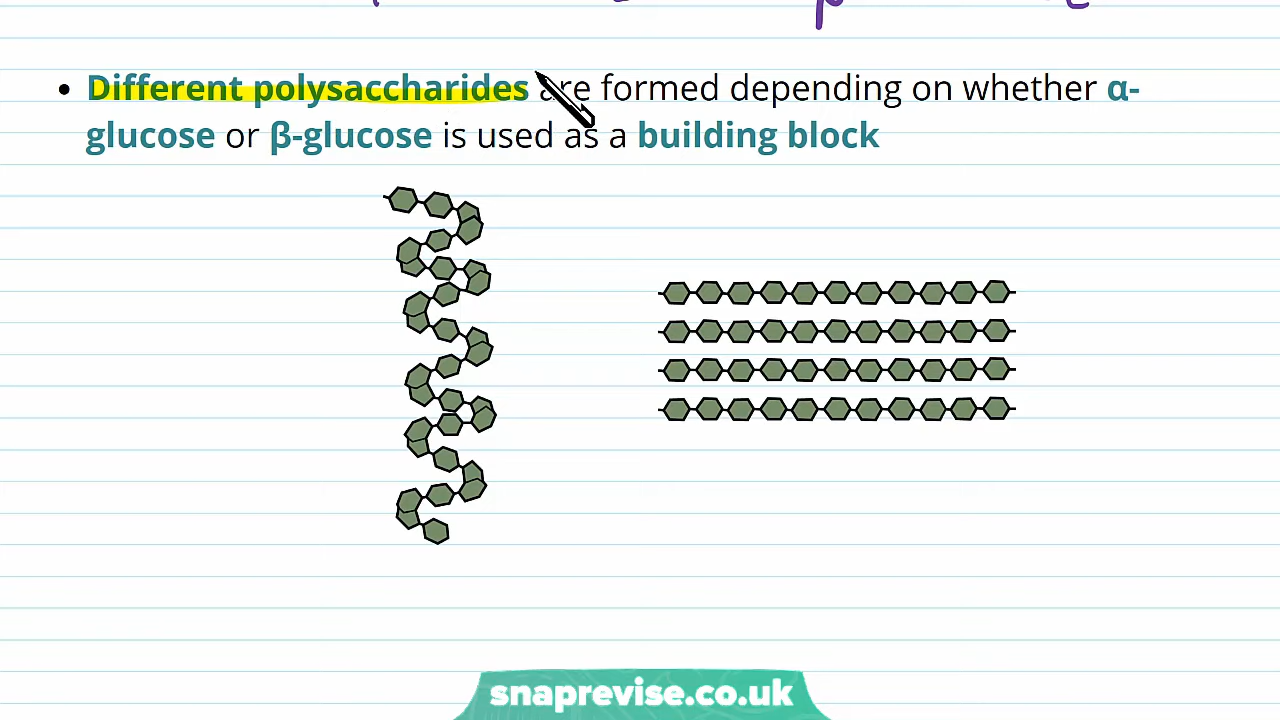 Different polysaccharides are formed depending on whether α-
glucose or β-glucose is used as a building block
snaprevise.co.uk